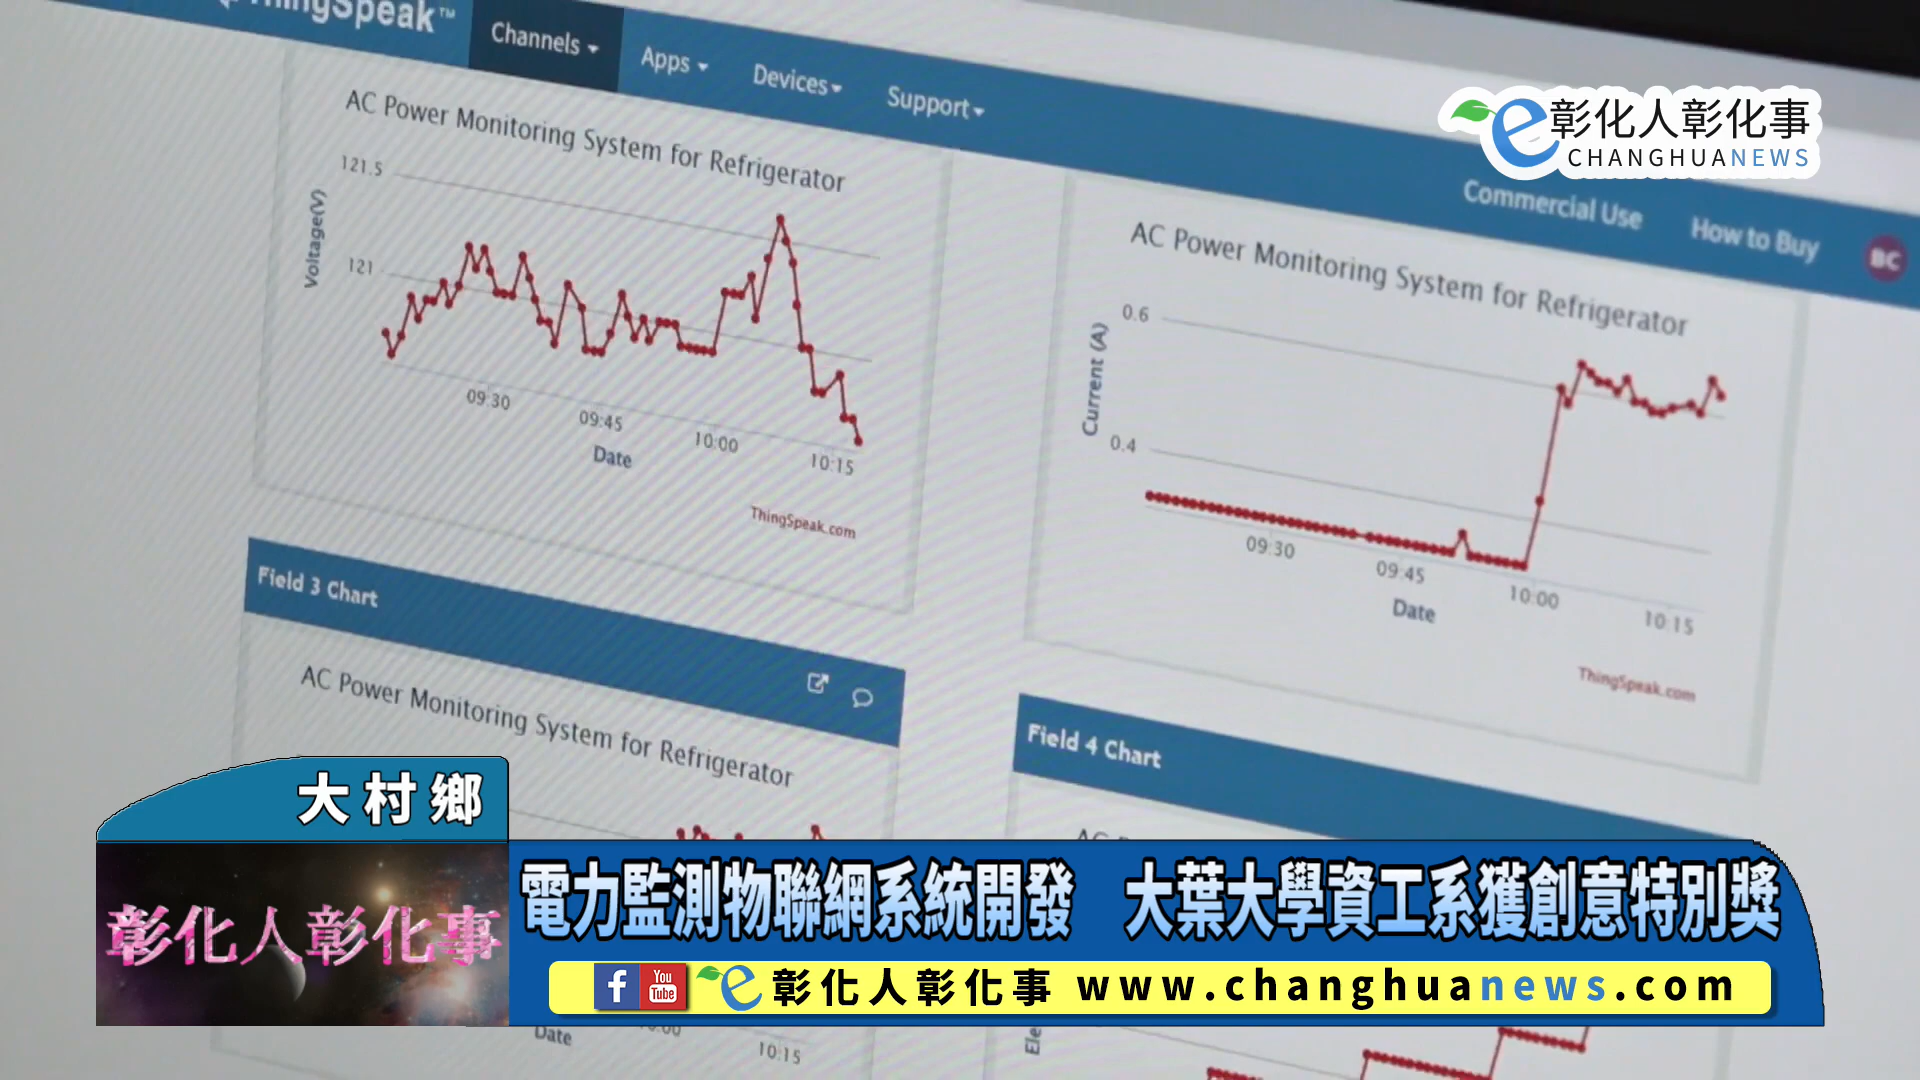 ThingSpeak™
Channels
Apps
Devices
Support
Commercial Use
How to Buy
BC
彰化人彰化事
CHANGHUANEWS
AC Power Monitoring System for Refrigerator
121.5
121
Voltage(V)
09:30
09:45
10:00
10:15
Date
ThingSpeak.com
AC Power Monitoring System for Refrigerator
0.6
0.4
Current (A)
09:30
09:45
10:00
10:15
Date
ThingSpeak.com
Field 3 Chart
AC Power Monitoring System for Refrigerator
Field 4 Chart
大村鄉
彰化人彰化事
電力監測物聯網系統開發 大葉大學資工系獲創意特別獎
f You Tube e 彰化人彰化事 www.changhuanews.com
Date
10:15